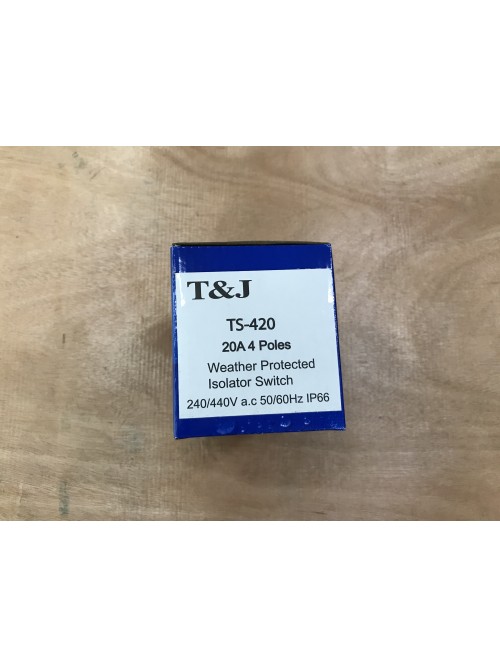 T&J
TS-420
20A 4 Poles
Weather Protected
Isolator Switch
240/440V a.c 50/60Hz IP66